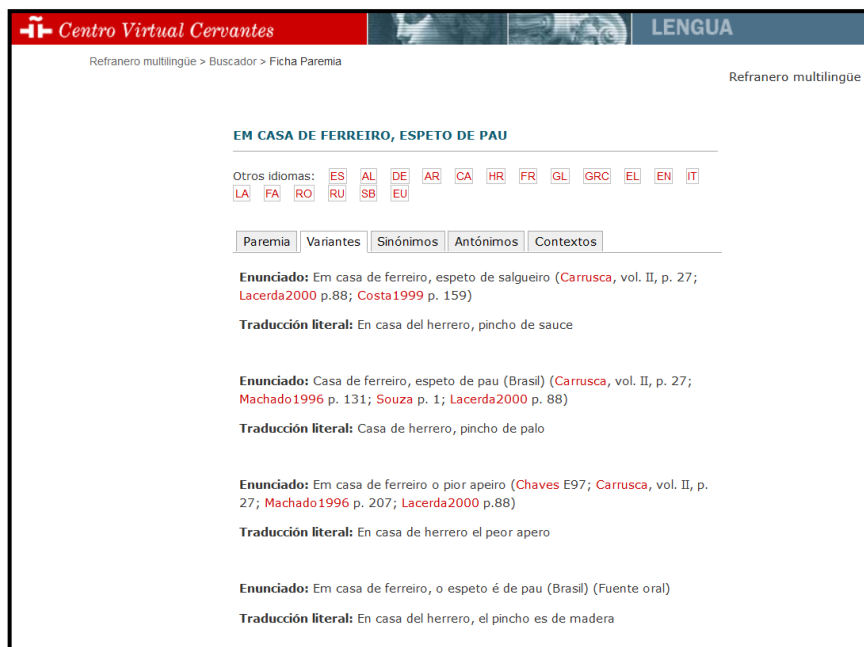 Centro Virtual Cervantes
LENGUA
Refranero multilingüe > Buscador > Ficha Paremia
Refranero multilingüe
EM CASA DE FERREIRO, ESPETO DE PAU
Otros idiomas: ES AL DE AR CA HR FR GL GRC EL EN IT
LA FA RO RU SB EU
Paremia Variantes Sinónimos Antónimos Contextos
Enunciado: Em casa de ferreiro, espeto de salgueiro (Carrusca, vol. II, p. 27;
Lacerda2000 p.88; Costa1999 p. 159)
Traducción literal: En casa del herrero, pincho de sauce
Enunciado: Casa de ferreiro, espeto de pau (Brasil) (Carrusca, vol. II, p. 27;
Machado1996 p. 131; Souza p. 1; Lacerda2000 p. 88)
Traducción literal: Casa de herrero, pincho de palo
Enunciado: Em casa de ferreiro o pior apeiro (Chaves E97; Carrusca, vol. II, p.
27; Machado1996 p. 207; Lacerda2000 p.88)
Traducción literal: En casa de herrero el peor apero
Enunciado: Em casa de ferreiro, o espeto é de pau (Brasil) (Fuente oral)
Traducción literal: En casa del herrero, el pincho es de madera